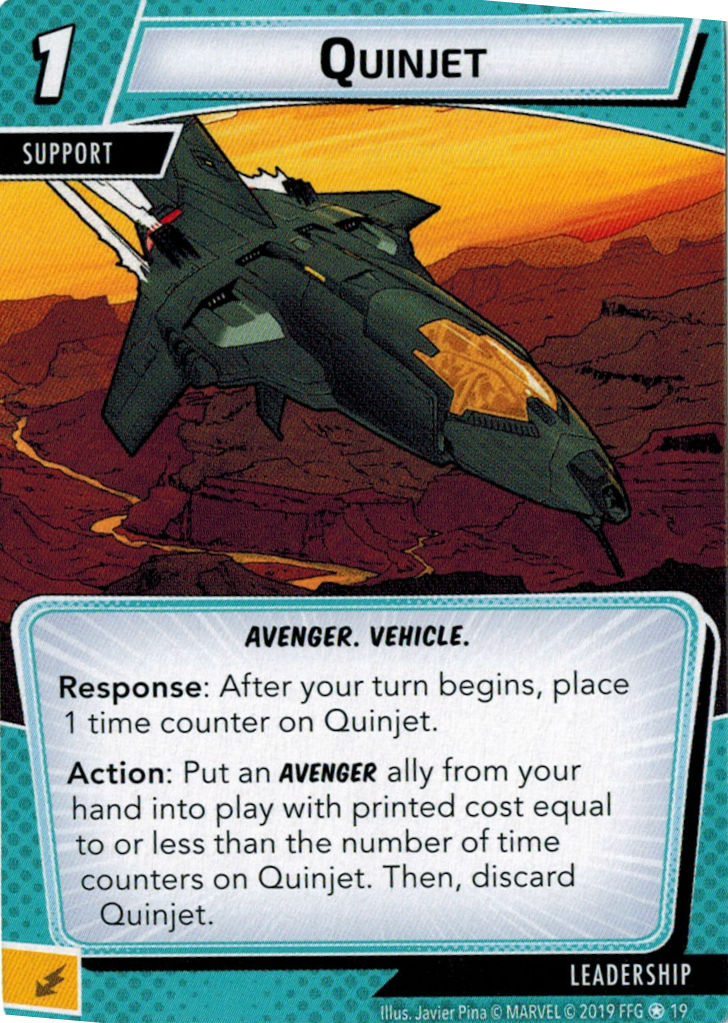 1
QUINJET
SUPPORT
AVENGER. VEHICLE.
Response: After your turn begins, place
1 time counter on Quinjet.
Action: Put an AVENGER ally from your
hand into play with printed cost equal
to or less than the number of time
counters on Quinjet. Then, discard
Quinjet.
LEADERSHIP
Illus. Javier Pina © MARVEL © 2019 FFG ✪ 19